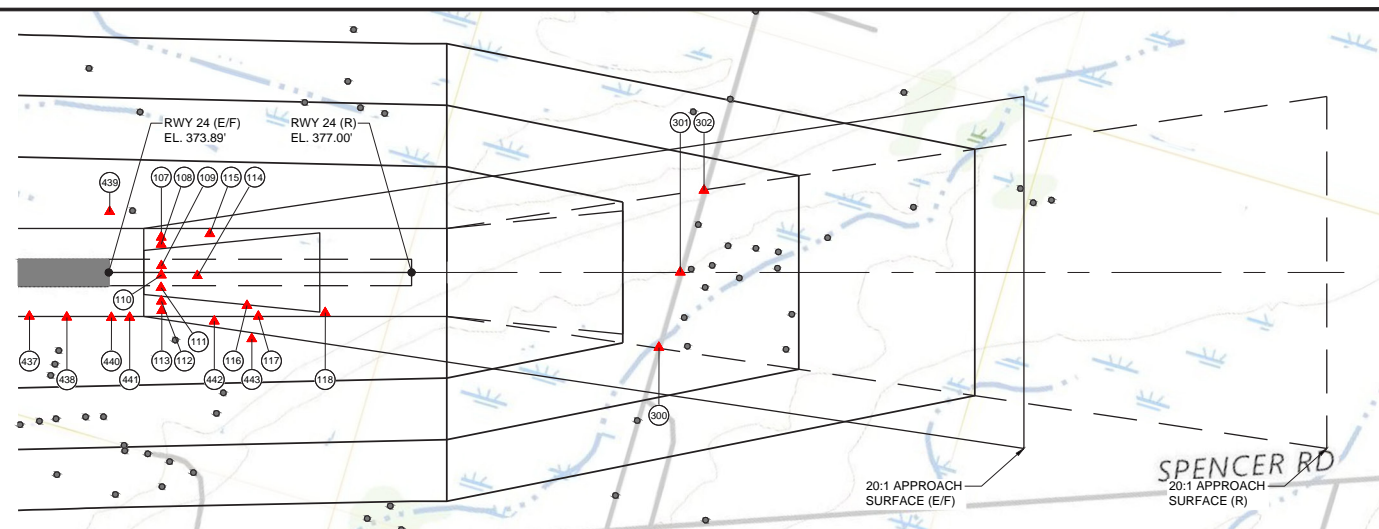 301
302
RWY 24 (E/F)
EL. 373.89'
RWY 24 (R)
EL. 377.00'
439
107
108
109
115
114
110
111
437
438
440
441
113
112
442
116
443
117
118
300
SPENCER RD
20:1 APPROACH
SURFACE (E/F)
20:1 APPROACH
SURFACE (R)